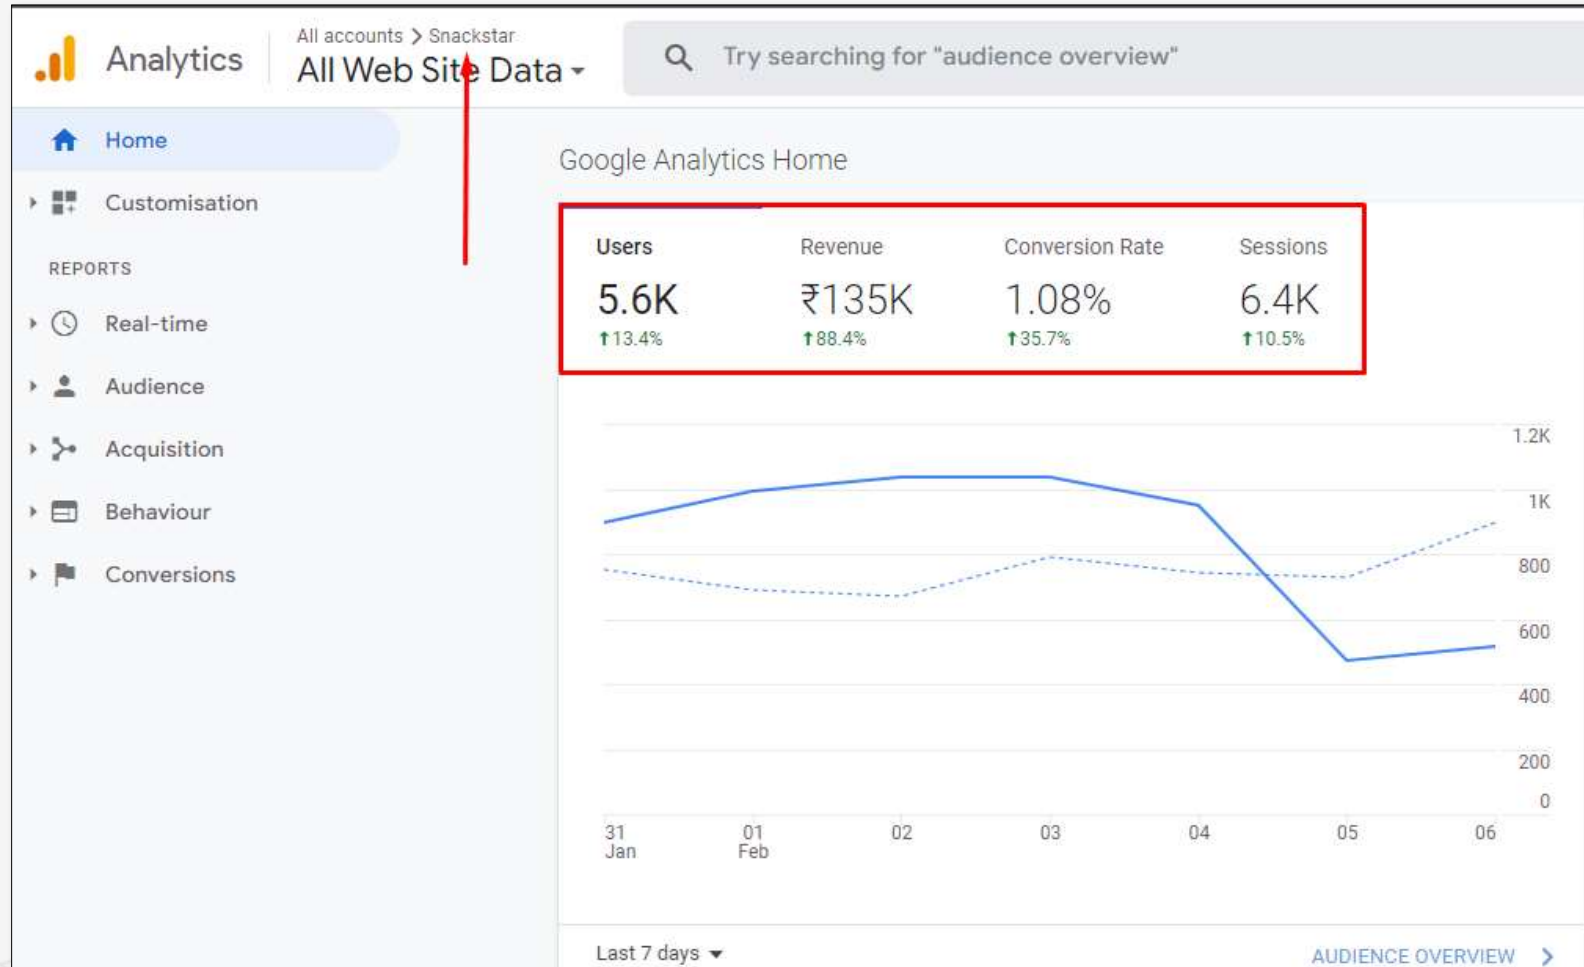 Analytics
All accounts > Snackstar
All Web Site Data
Try searching for "audience overview"
Home
Customisation
REPORTS
Real-time
Audience
Acquisition
Behaviour
Conversions
Google Analytics Home
Users Revenue Conversion Rate Sessions
5.6K ₹135K 1.08% 6.4K
↑13.4% ↑88.4% ↑35.7% ↑10.5%
1.2K
1K
800
600
400
200
0
31 01 02 03 04 05 06
Jan Feb
Last 7 days
AUDIENCE OVERVIEW